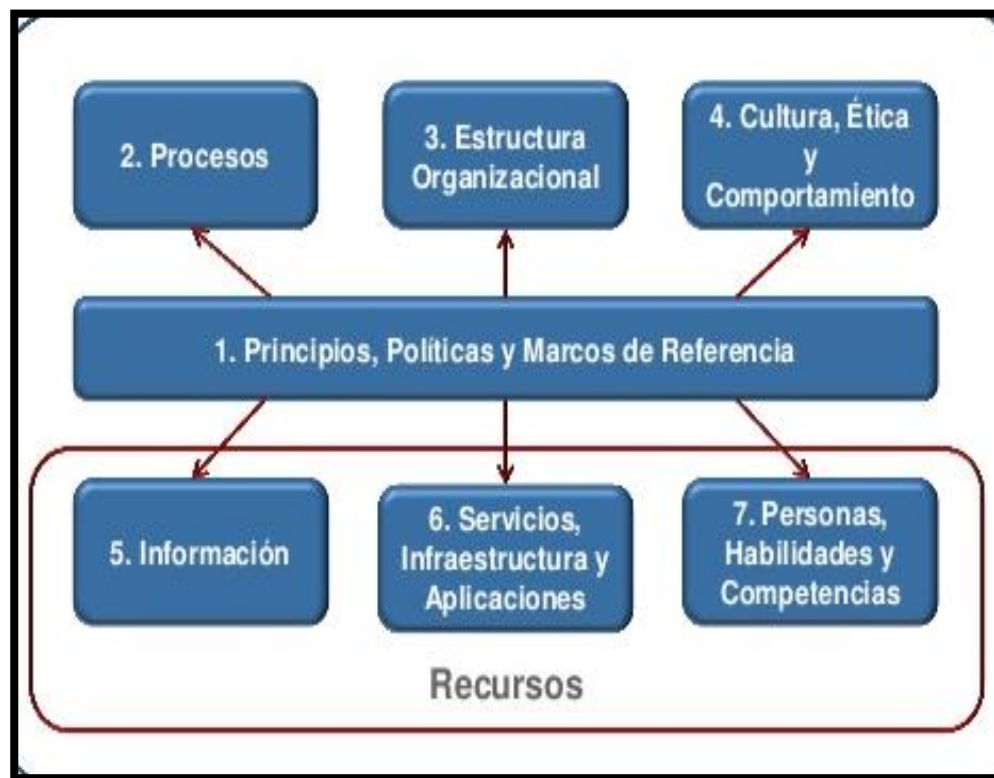 2. Procesos
3. Estructura
Organizacional
4. Cultura, Ética
y
Comportamiento
1. Principios, Políticas y Marcos de Referencia
5. Información
6. Servicios,
Infraestructura y
Aplicaciones
7. Personas,
Habilidades y
Competencias
Recursos